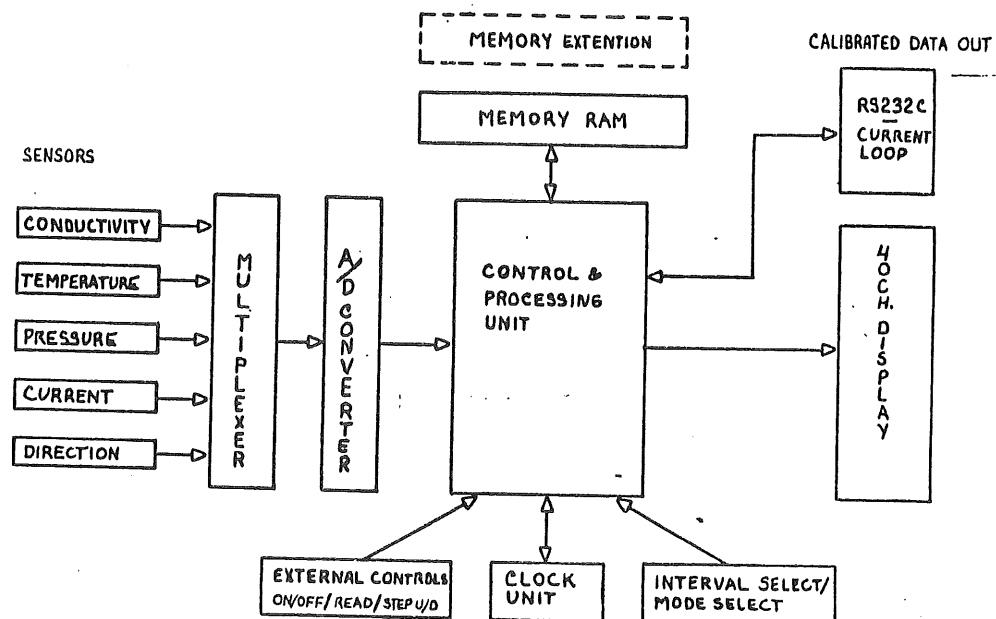 MEMORY EXTENTION
CALIBRATED DATA OUT
MEMORY RAM
RS232C
—
CURRENT
LOOP
SENSORS
CONDUCTIVITY
TEMPERATURE
PRESSURE
CURRENT
DIRECTION
MULTIPLEXER
A/D CONVERTER
CONTROL &
PROCESSING
UNIT
40CH. DISPLAY
EXTERNAL CONTROLS
ON/OFF/READ/STEP U/D
CLOCK
UNIT
INTERVAL SELECT/
MODE SELECT